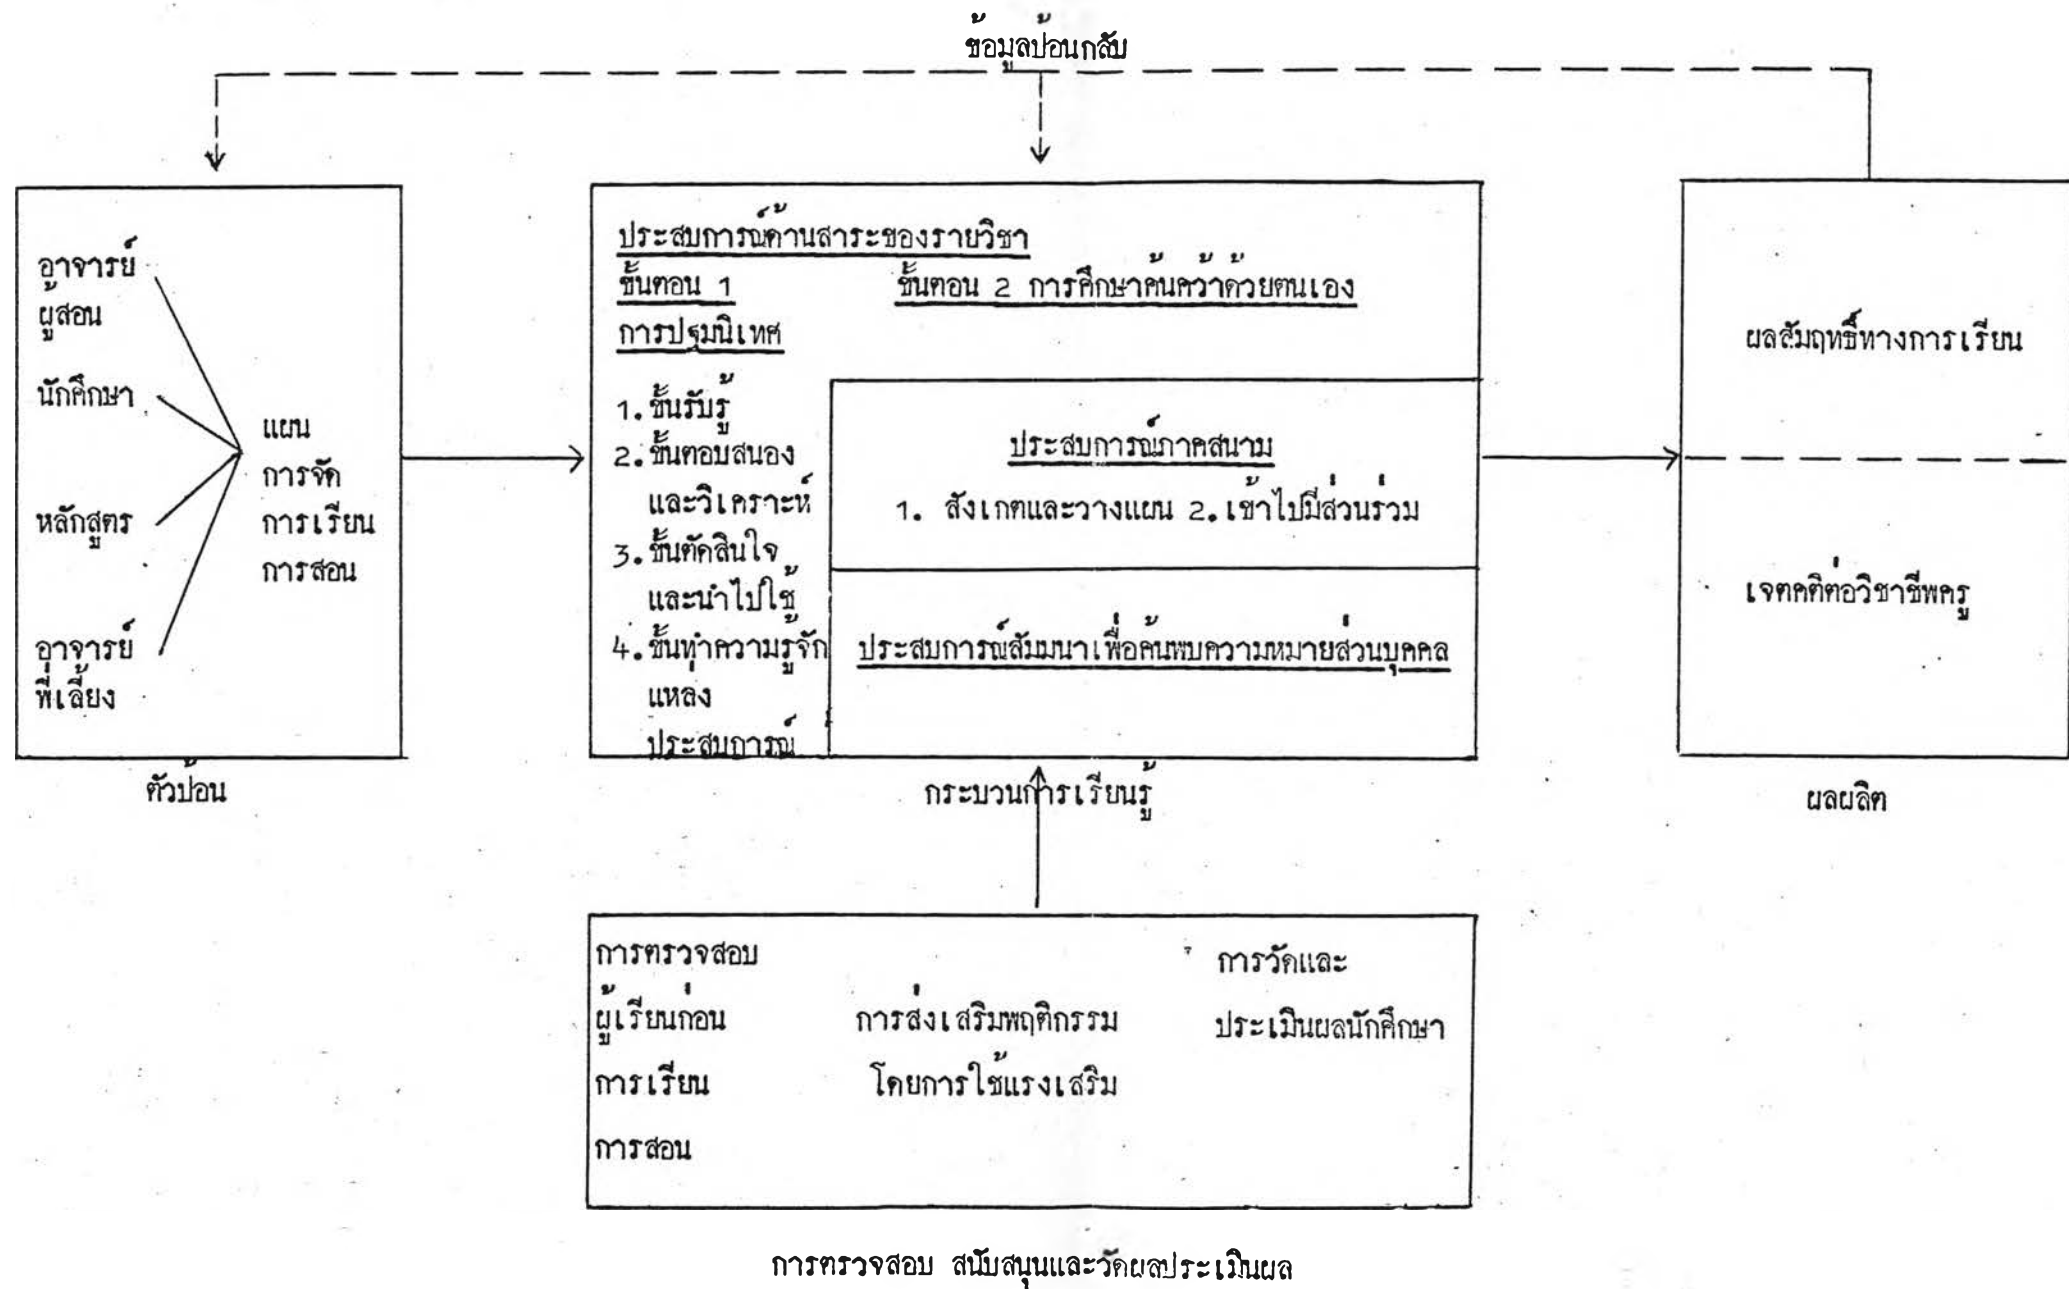 ข้อมูลป้อนกลับ
อาจารย์
ผู้สอน
นักศึกษา
หลักสูตร
อาจารย์
พี่เลี้ยง
แผน
การจัด
การเรียน
การสอน
ตัวป้อน
ประสบการณ์ด้านสาระของรายวิชา
ขั้นตอน 1
การปฐมนิเทศ
1. ขั้นรับรู้
2. ขั้นตอบสนอง
และวิเคราะห์
3. ขั้นตัดสินใจ
และนำไปใช้
4. ขั้นทำความรู้จัก
แหล่ง
ประสบการณ์
ขั้นตอน 2 การศึกษาค้นคว้าด้วยตนเอง
ประสบการณ์ภาคสนาม
1. สังเกตและวางแผน 2. เข้าไปมีส่วนร่วม
ประสบการณ์สัมมนาเพื่อค้นพบความหมายส่วนบุคคล
กระบวนการเรียนรู้
ผลสัมฤทธิ์ทางการเรียน
เจตคติต่อวิชาชีพครู
ผลผลิต
การตรวจสอบ
ผู้เรียนก่อน
การเรียน
การสอน
การส่งเสริมพฤติกรรม
โดยการใช้แรงเสริม
การวัดและ
ประเมินผลนักศึกษา
การตรวจสอบ สนับสนุนและวัดผลประเมินผล